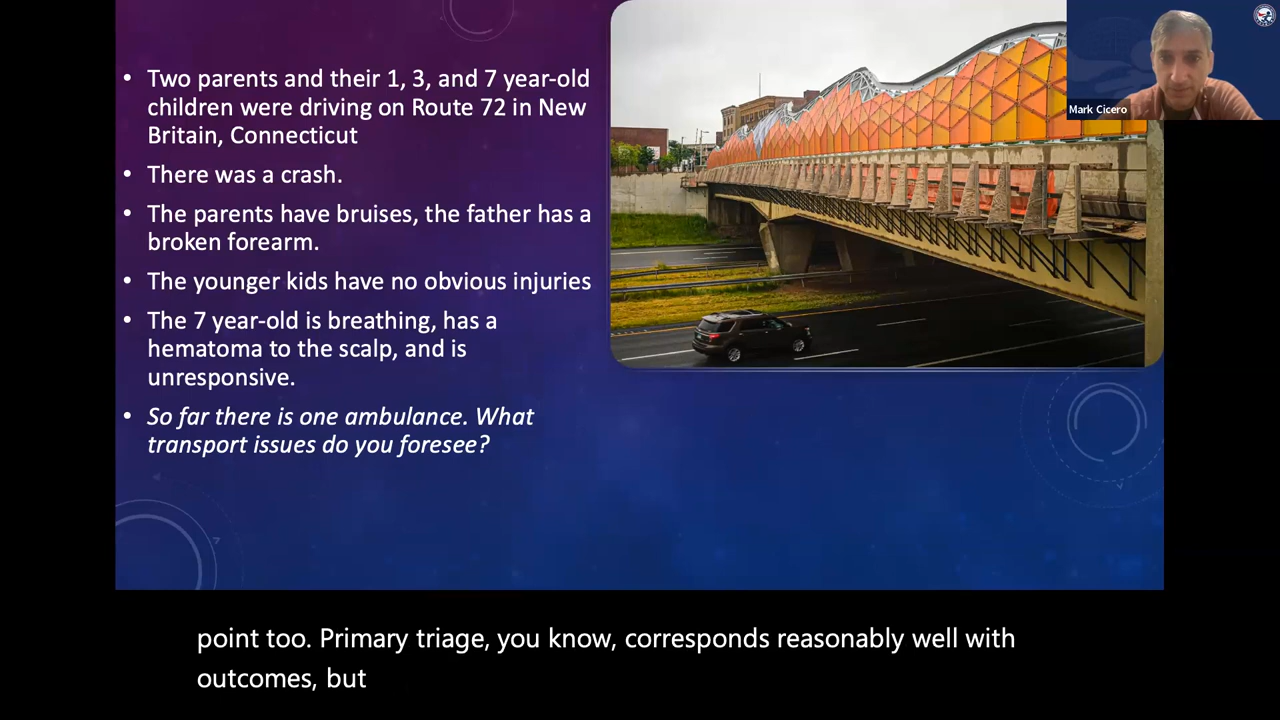 • Two parents and their 1, 3, and 7 year-old
children were driving on Route 72 in New
Britain, Connecticut
• There was a crash.
• The parents have bruises, the father has a
broken forearm.
• The younger kids have no obvious injuries
• The 7 year-old is breathing, has a
hematoma to the scalp, and is
unresponsive.
• So far there is one ambulance. What
transport issues do you foresee?
Mark Cicero
point too. Primary triage, you know, corresponds reasonably well with
outcomes, but